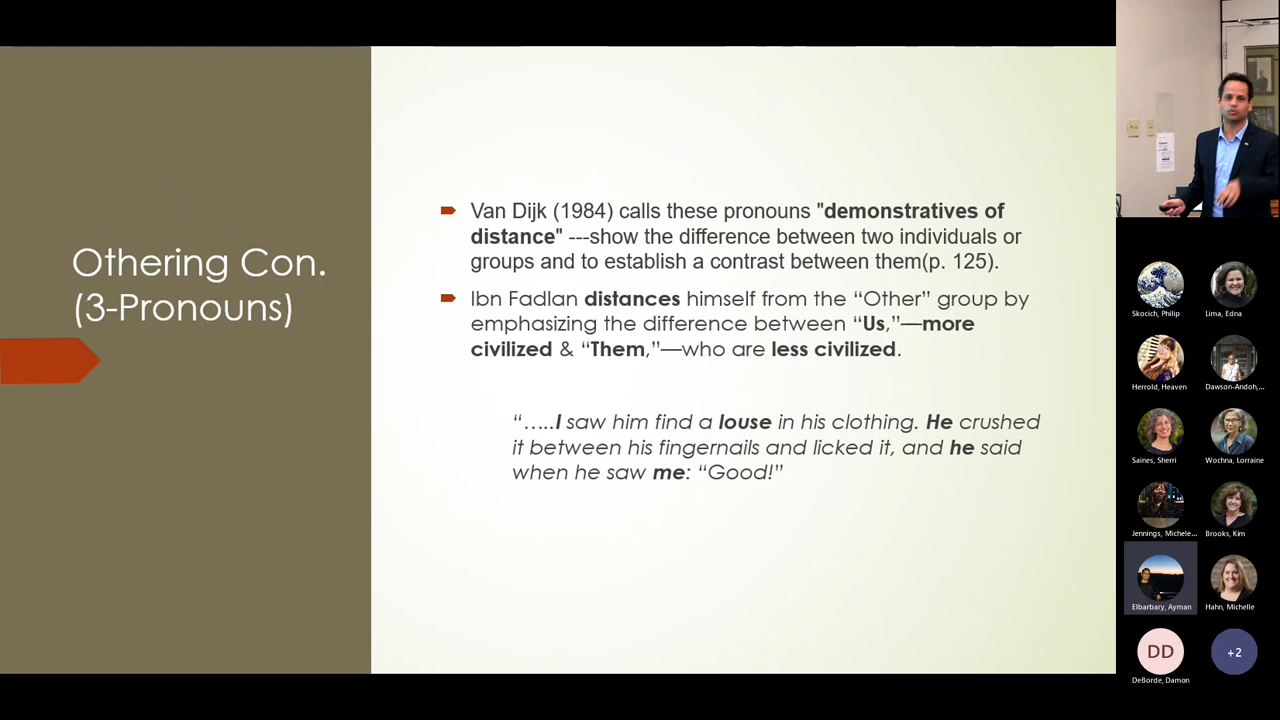 Othering Con.
(3-Pronouns)
Van Dijk (1984) calls these pronouns "demonstratives of
distance" ---show the difference between two individuals or
groups and to establish a contrast between them(p. 125).
Ibn Fadlan distances himself from the “Other” group by
emphasizing the difference between “Us,”—more
civilized & “Them,”—who are less civilized.
“…..I saw him find a louse in his clothing. He crushed
it between his fingernails and licked it, and he said
when he saw me: “Good!”
Skocich, Philip
Lima, Edna
Herrold, Heaven
Dawson-Andoh,...
Saines, Sherri
Wochna, Lorraine
Jennings, Michele...
Brooks, Kim
Elbarbary, Ayman
Hahn, Michelle
DD
+2
DeBorde, Damon